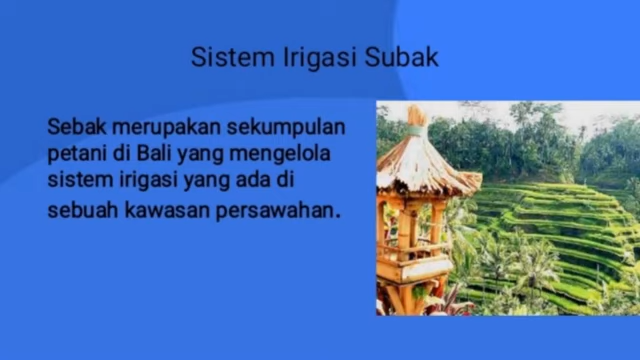 Sistem Irigasi Subak
Sebak merupakan sekumpulan
petani di Bali yang mengelola
sistem irigasi yang ada di
sebuah kawasan persawahan.